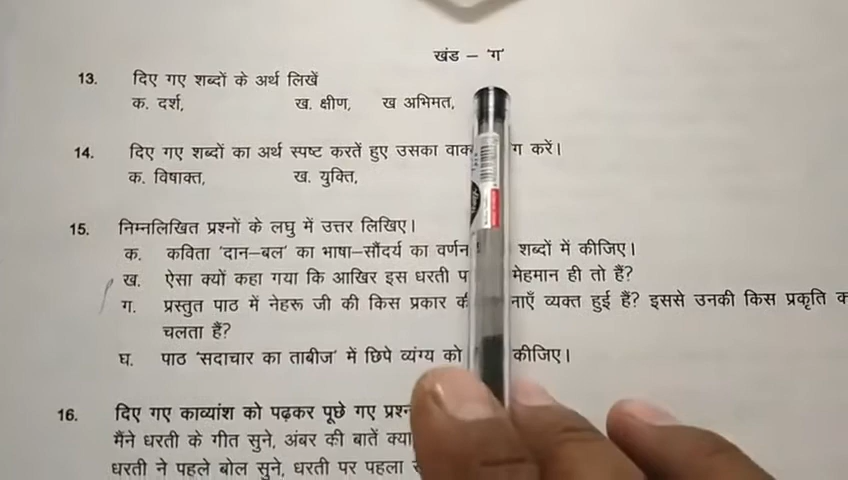 खंड – 'ग'
13. दिए गए शब्दों के अर्थ लिखें
क. दर्श, ख. क्षीण, ख अभिमत,
14. दिए गए शब्दों का अर्थ स्पष्ट करतें हुए उसका करें।
क. विषाक्त, ख. युक्ति,
15. निम्नलिखित प्रश्नों के लघु में उत्तर लिखिए।
क. कविता 'दान–बल' का भाषा–सौंदर्य का वर्णन शब्दों में कीजिए।
ख. ऐसा क्यों कहा गया कि आखिर इस धरती मेहमान ही तो हैं?
ग. प्रस्तुत पाठ में नेहरू जी की किस प्रकार व्यक्त हुई हैं? इससे उनकी किस प्रकृति
चलता हैं?
घ. पाठ 'सदाचार का ताबीज' में छिपे व्यंग्य को कीजिए।
16. दिए गए काव्यांश को पढ़कर पूछे गए
मैंने धरती के गीत सुने, अंबर की बातें क्या
धरती ने पहले बोल सुने, धरती पर पहला